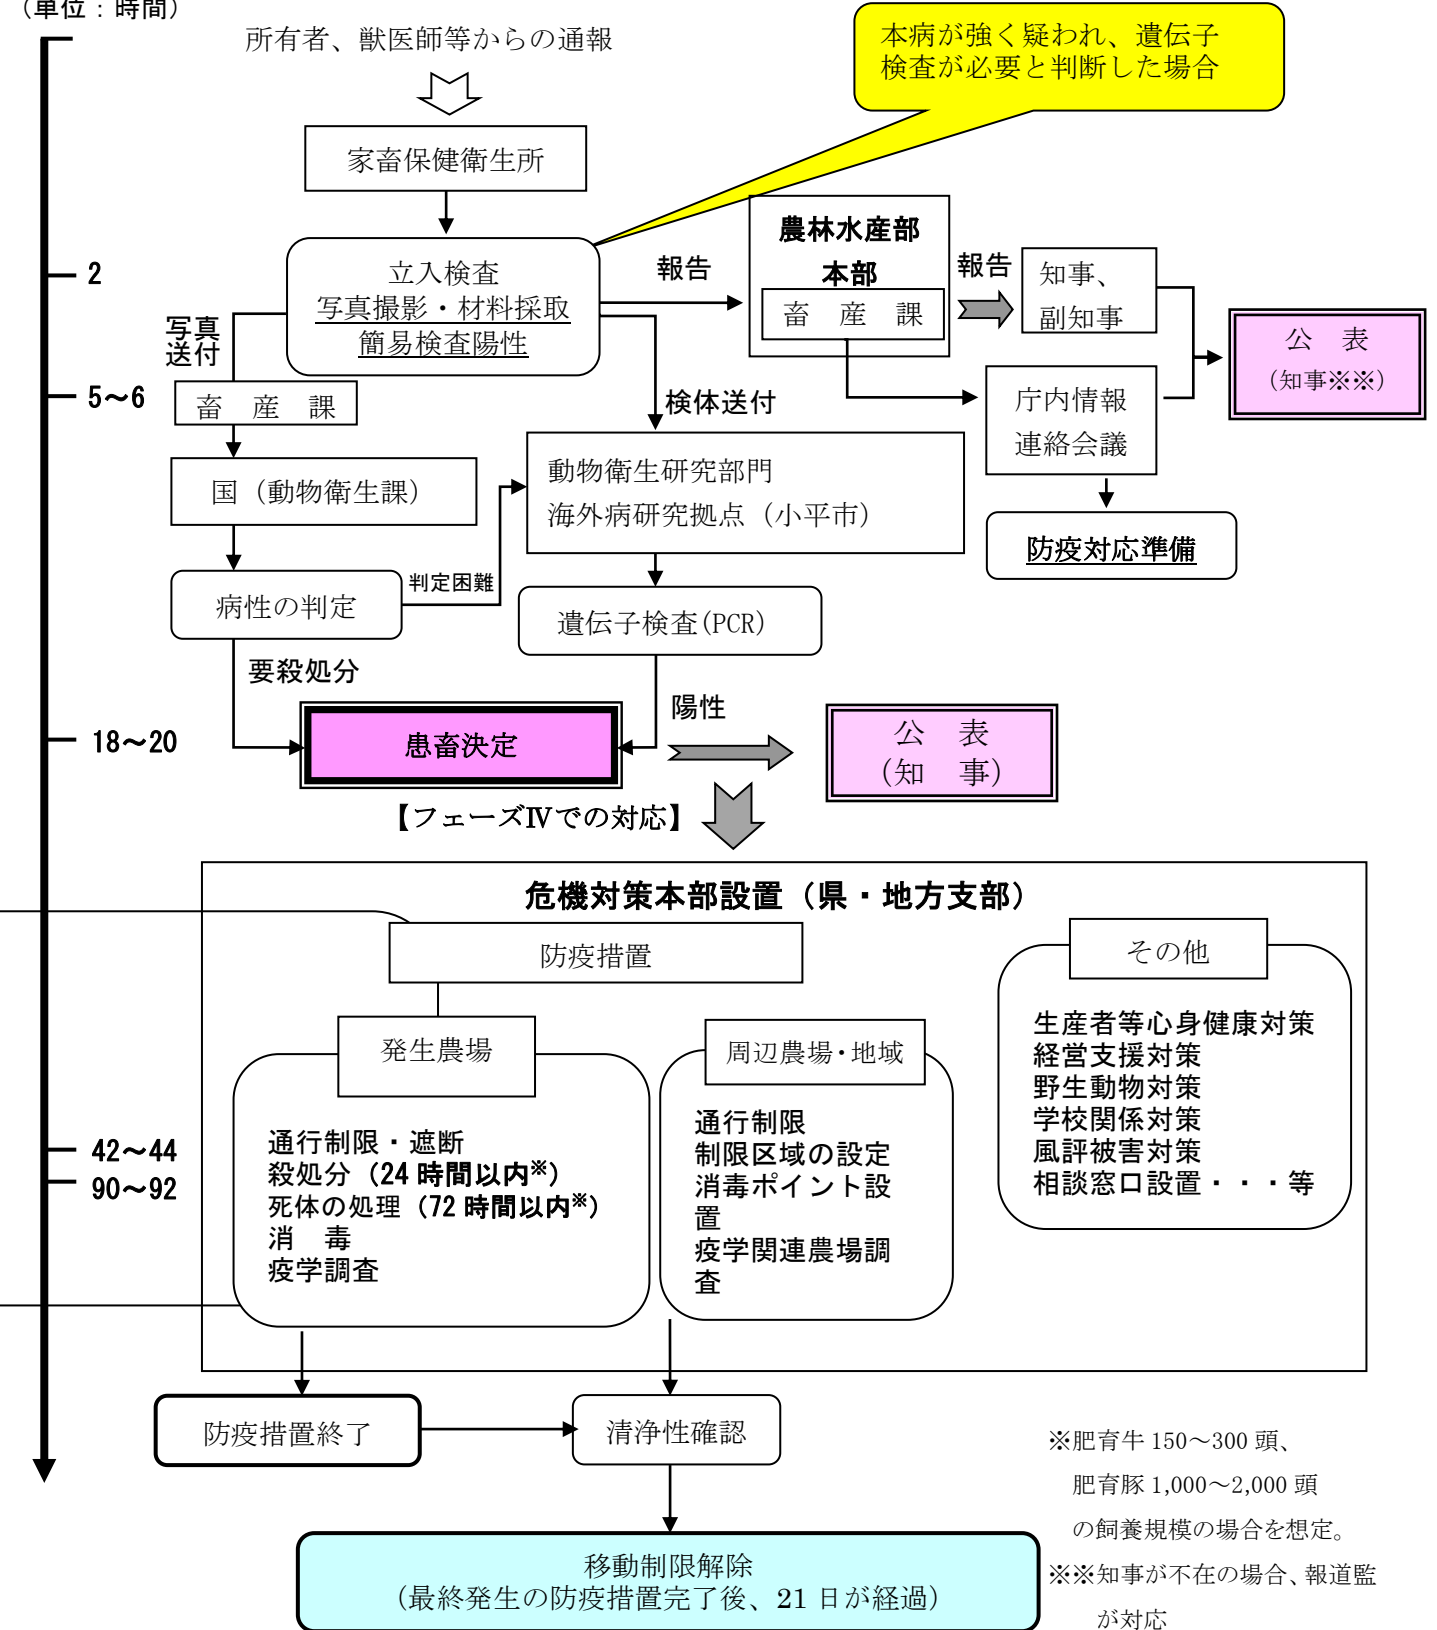 （単位：時間）
所有者、獣医師等からの通報
本病が強く疑われ、遺伝子
検査が必要と判断した場合
家畜保健衛生所
農林水産部
本部
畜　産　課
2
立入検査
写真撮影・材料採取
簡易検査陽性
報告
報告
知事、
副知事
公　表
（知事※※）
写真
送付
5～6
畜　産　課
検体送付
庁内情報
連絡会議
国（動物衛生課）
動物衛生研究部門
海外病研究拠点（小平市）
防疫対応準備
病性の判定
判定困難
遺伝子検査(PCR)
要殺処分
陽性
18～20
患畜決定
公　表
（知　事）
【フェーズⅣでの対応】
危機対策本部設置（県・地方支部）
防疫措置
その他
発生農場
周辺農場・地域
生産者等心身健康対策
経営支援対策
野生動物対策
学校関係対策
風評被害対策
相談窓口設置・・・等
42～44
90～92
通行制限・遮断
殺処分（24 時間以内※）
死体の処理（72 時間以内※）
消　毒
疫学調査
通行制限
制限区域の設定
消毒ポイント設
置
疫学関連農場調
査
防疫措置終了
清浄性確認
※肥育牛 150～300 頭、
肥育豚 1,000～2,000 頭
の飼養規模の場合を想定。
※※知事が不在の場合、報道監
が対応
移動制限解除
（最終発生の防疫措置完了後、21 日が経過）